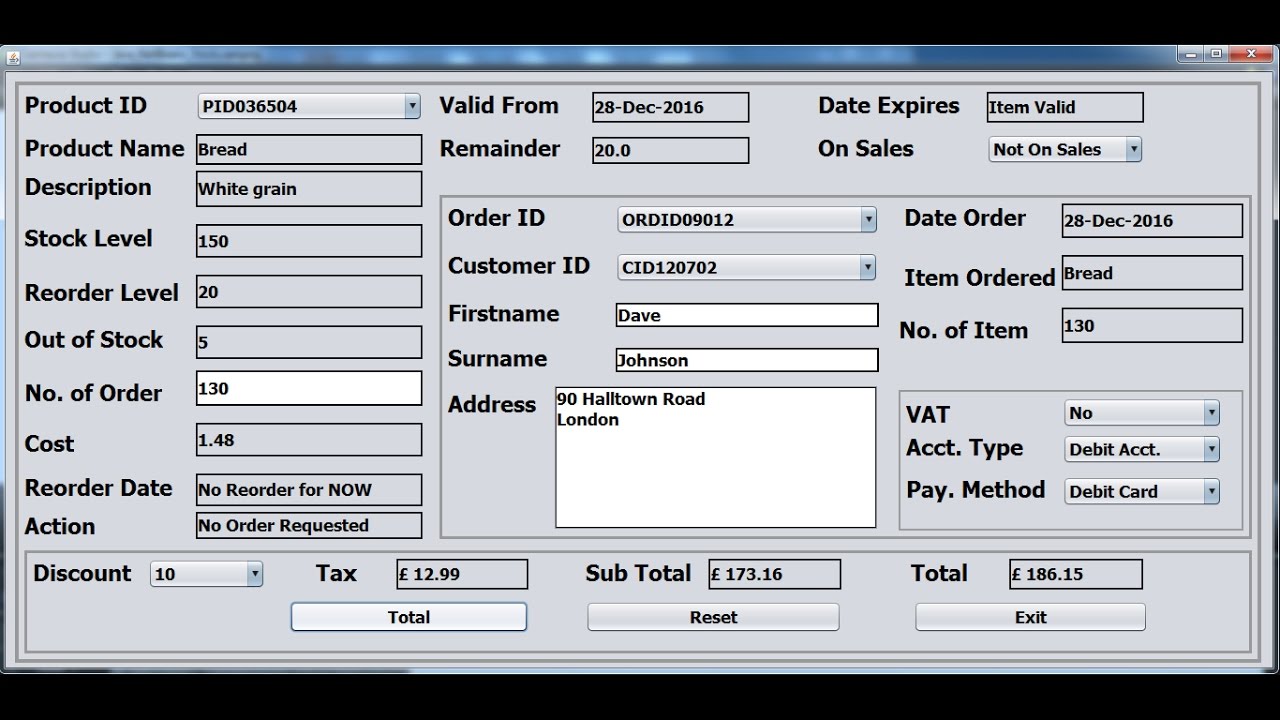 Product ID PID036504 Valid From 28-Dec-2016 Date Expires Item Valid
Product Name Bread Remainder 20.0 On Sales Not On Sales
Description White grain
Stock Level 150
Reorder Level 20
Out of Stock 5
No. of Order 130
Cost 1.48
Reorder Date No Reorder for NOW
Action No Order Requested
Order ID ORDID09012 Date Order 28-Dec-2016
Customer ID CID120702 Item Ordered Bread
Firstname Dave No. of Item 130
Surname Johnson
Address 90 Halltown Road
London
VAT No
Acct. Type Debit Acct.
Pay. Method Debit Card
Discount 10 Tax £ 12.99 Sub Total £ 173.16 Total £ 186.15
Total Reset Exit